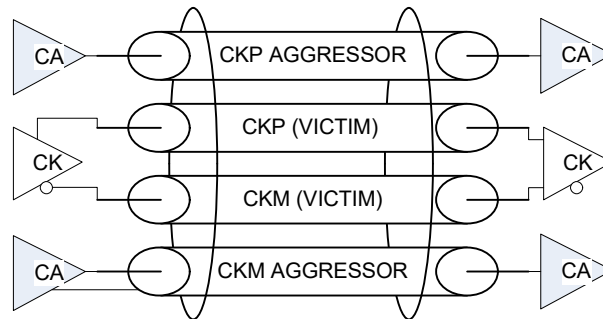 CA CKP AGGRESSOR CA
CKP (VICTIM)
CK CK
CKM (VICTIM)
CA CKM AGGRESSOR CA